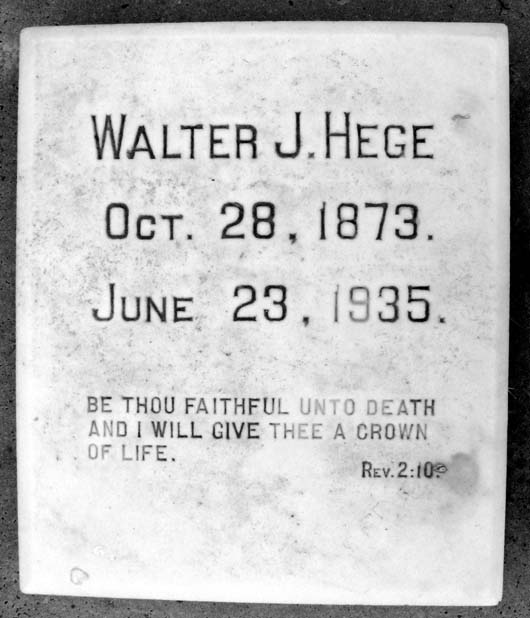 WALTER J. HEGE
OCT. 28, 1873.
JUNE 23, 1935.
BE THOU FAITHFUL UNTO DEATH
AND I WILL GIVE THEE A CROWN
OF LIFE.
REV. 2:10.